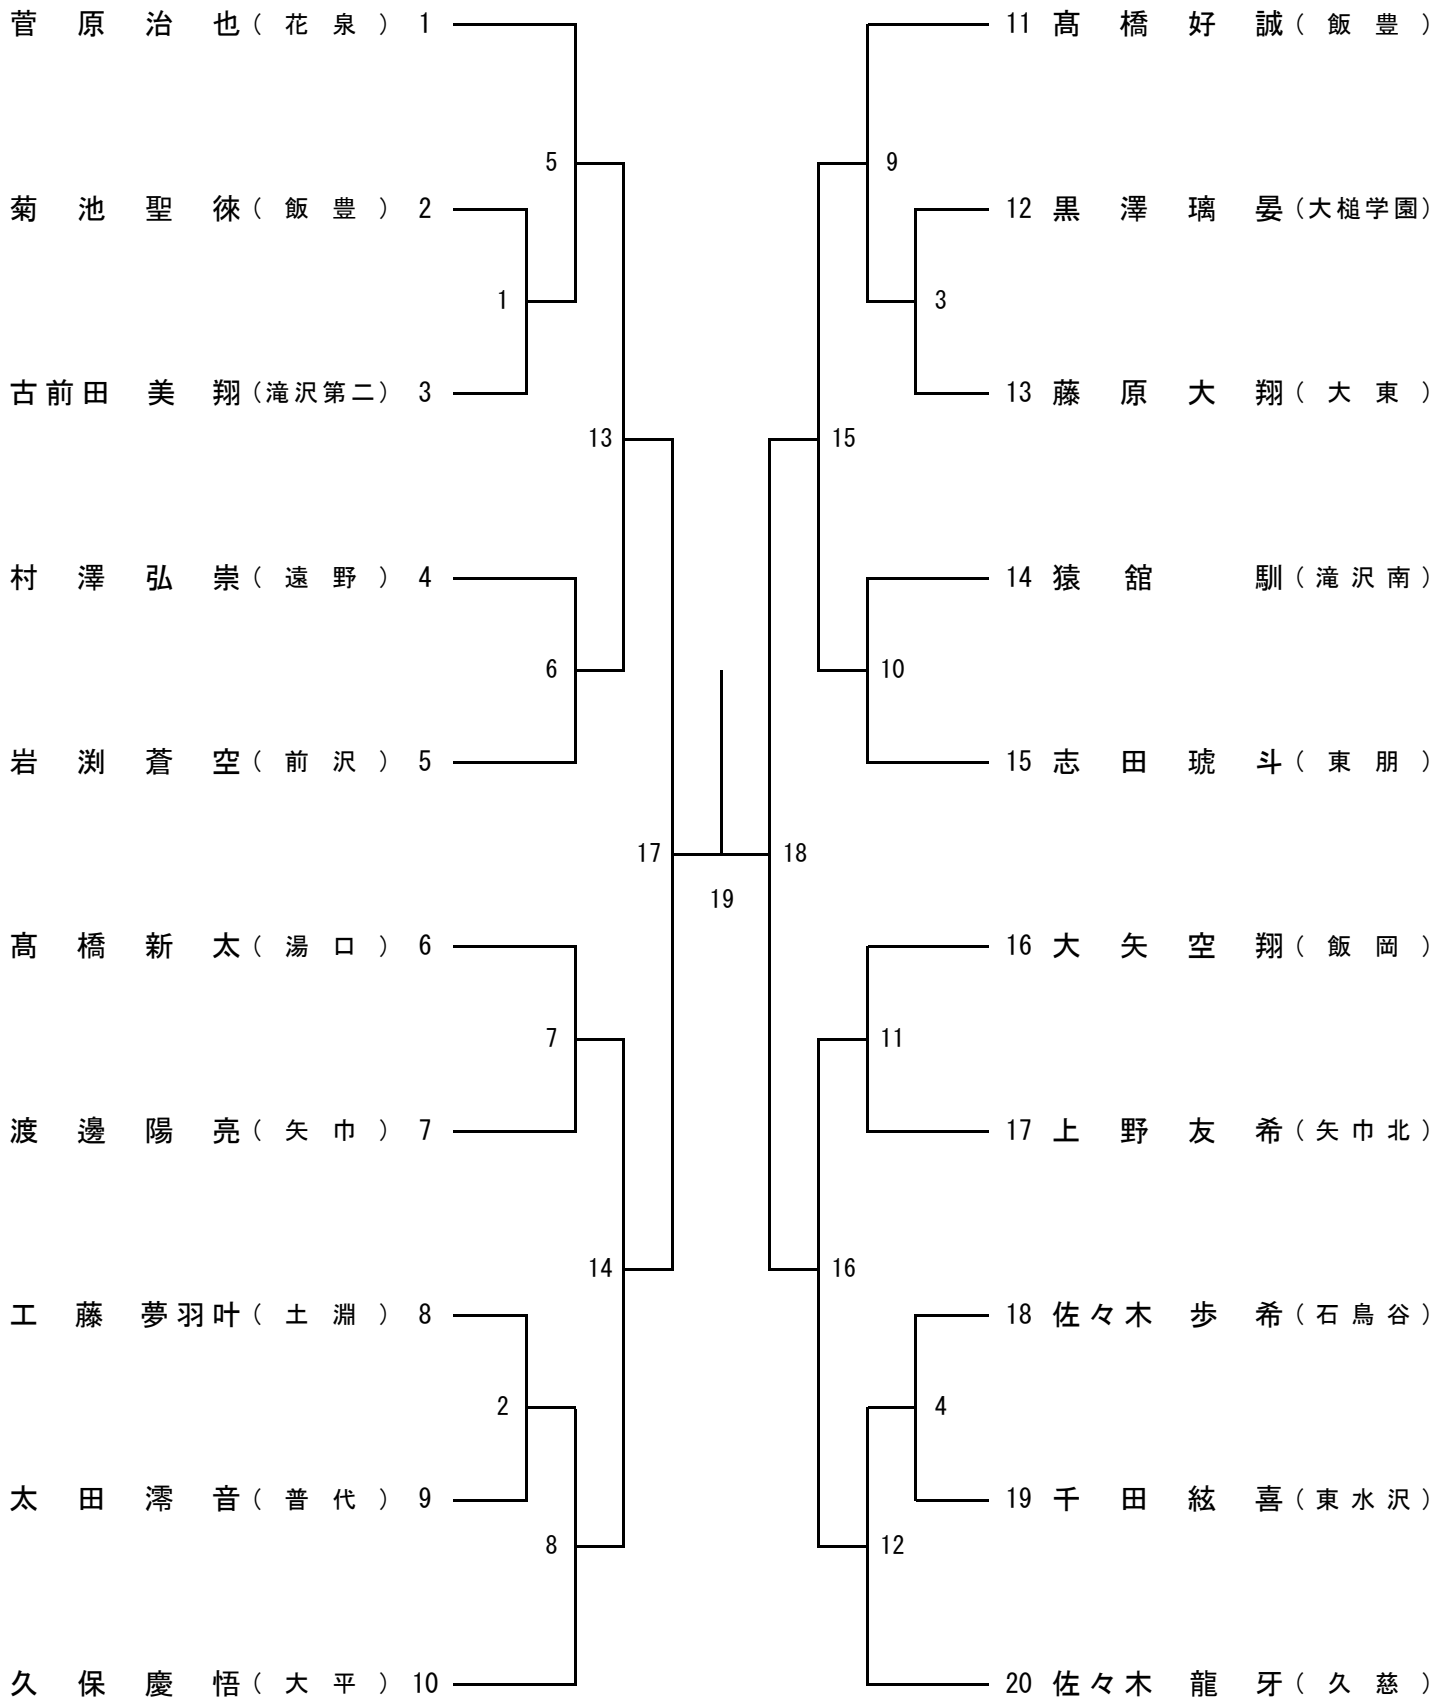 菅原治也（花泉） 1
11 髙橋好誠（飯豊）
5
9
菊池聖徠（飯豊） 2
12 黒澤璃晏（大槌学園）
1
3
古前田美翔（滝沢第二） 3
13 藤原大翔（大東）
13
15
村澤弘崇（遠野） 4
14 猿舘馴（滝沢南）
6
10
岩渕蒼空（前沢） 5
15 志田琥斗（東朋）
17
18
19
髙橋新太（湯口） 6
16 大矢空翔（飯岡）
7
11
渡邊陽亮（矢巾） 7
17 上野友希（矢巾北）
14
16
工藤夢羽叶（土淵） 8
18 佐々木歩希（石鳥谷）
2
4
太田澪音（普代） 9
19 千田絃喜（東水沢）
8
12
久保慶悟（大平） 10
20 佐々木龍牙（久慈）